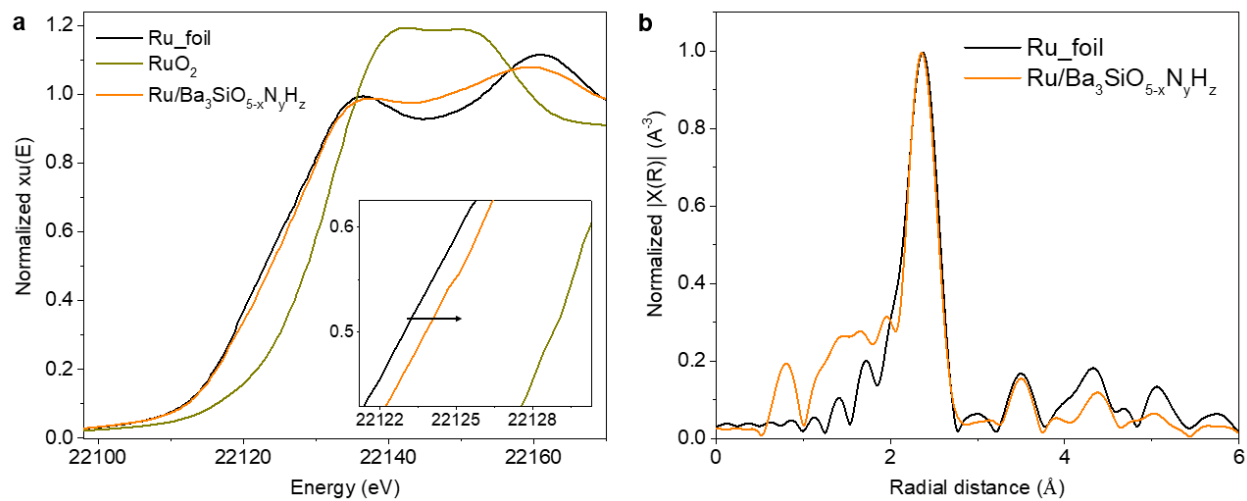 a
Ru_foil
RuO₂
Ru/Ba₃SiO₅₋ₓNᵧH_z
Normalized xu(E)
1.2
1.0
0.8
0.6
0.4
0.2
0.0
22100
22120
22140
22160
Energy (eV)
0.6
0.5
22122
22125
22128
b
Ru_foil
Ru/Ba₃SiO₅₋ₓNᵧH_z
Normalized |X(R)| (A⁻³)
1.0
0.8
0.6
0.4
0.2
0.0
0
2
4
6
Radial distance (Å)